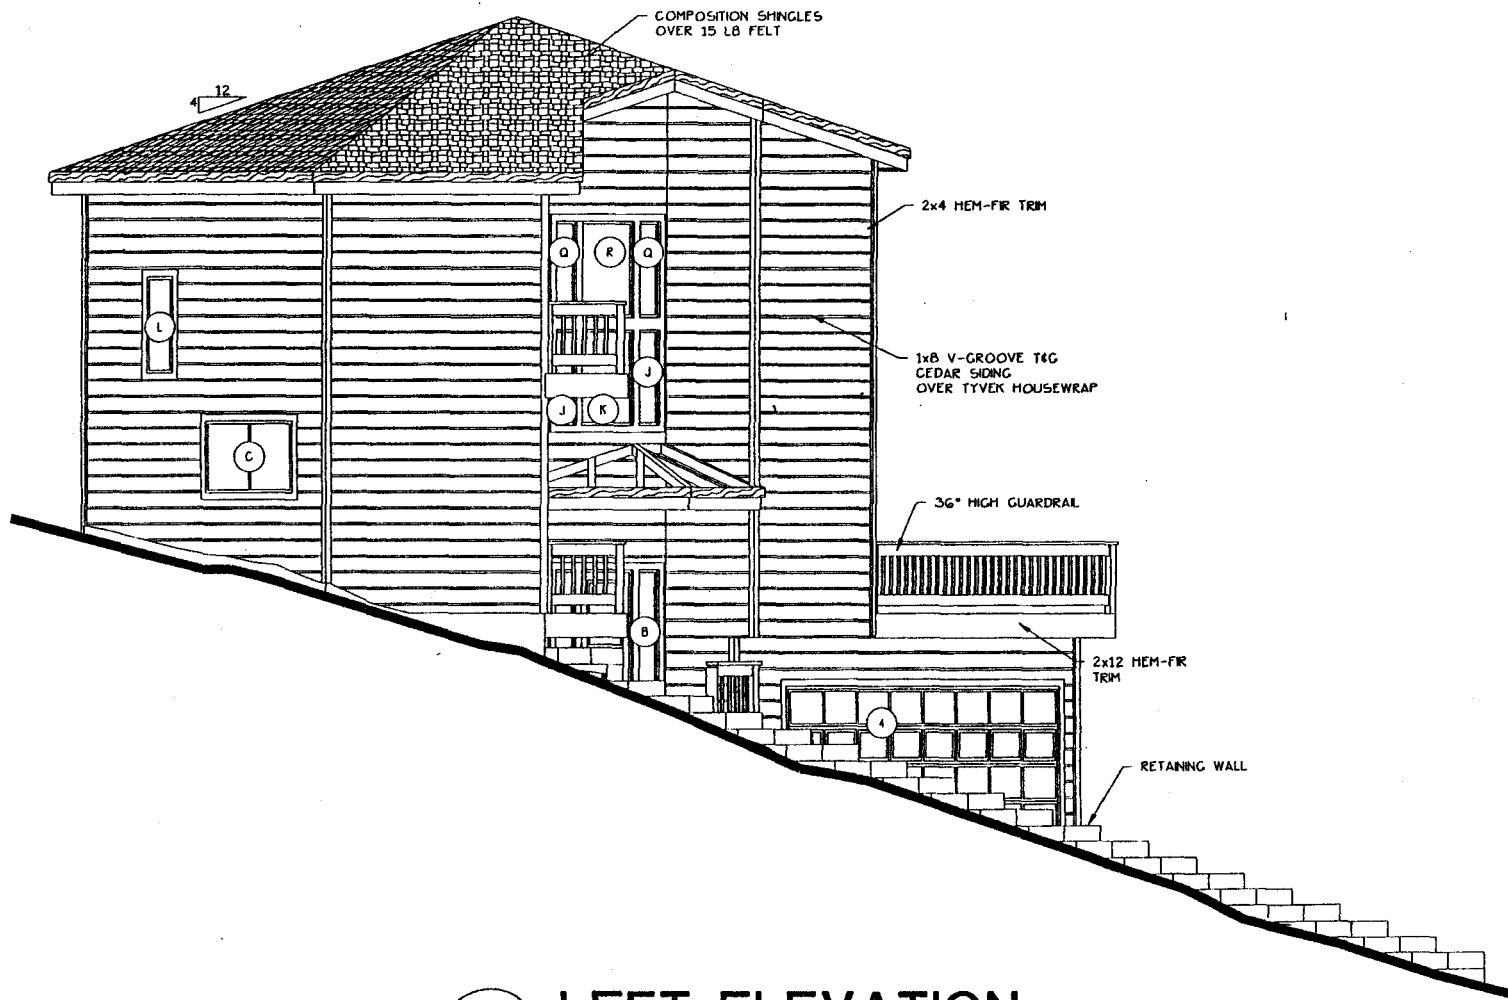 COMPOSITION SHINGLES
OVER 15 LB FELT
12
4
2x4 HEM-FIR TRIM
Q
R
Q
L
1x8 V-GROOVE T&G
CEDAR SIDING
OVER TYVEK HOUSEWRAP
J
J
K
C
36" HIGH GUARDRAIL
B
2x12 HEM-FIR
TRIM
4
RETAINING WALL
LEFT ELEVATION